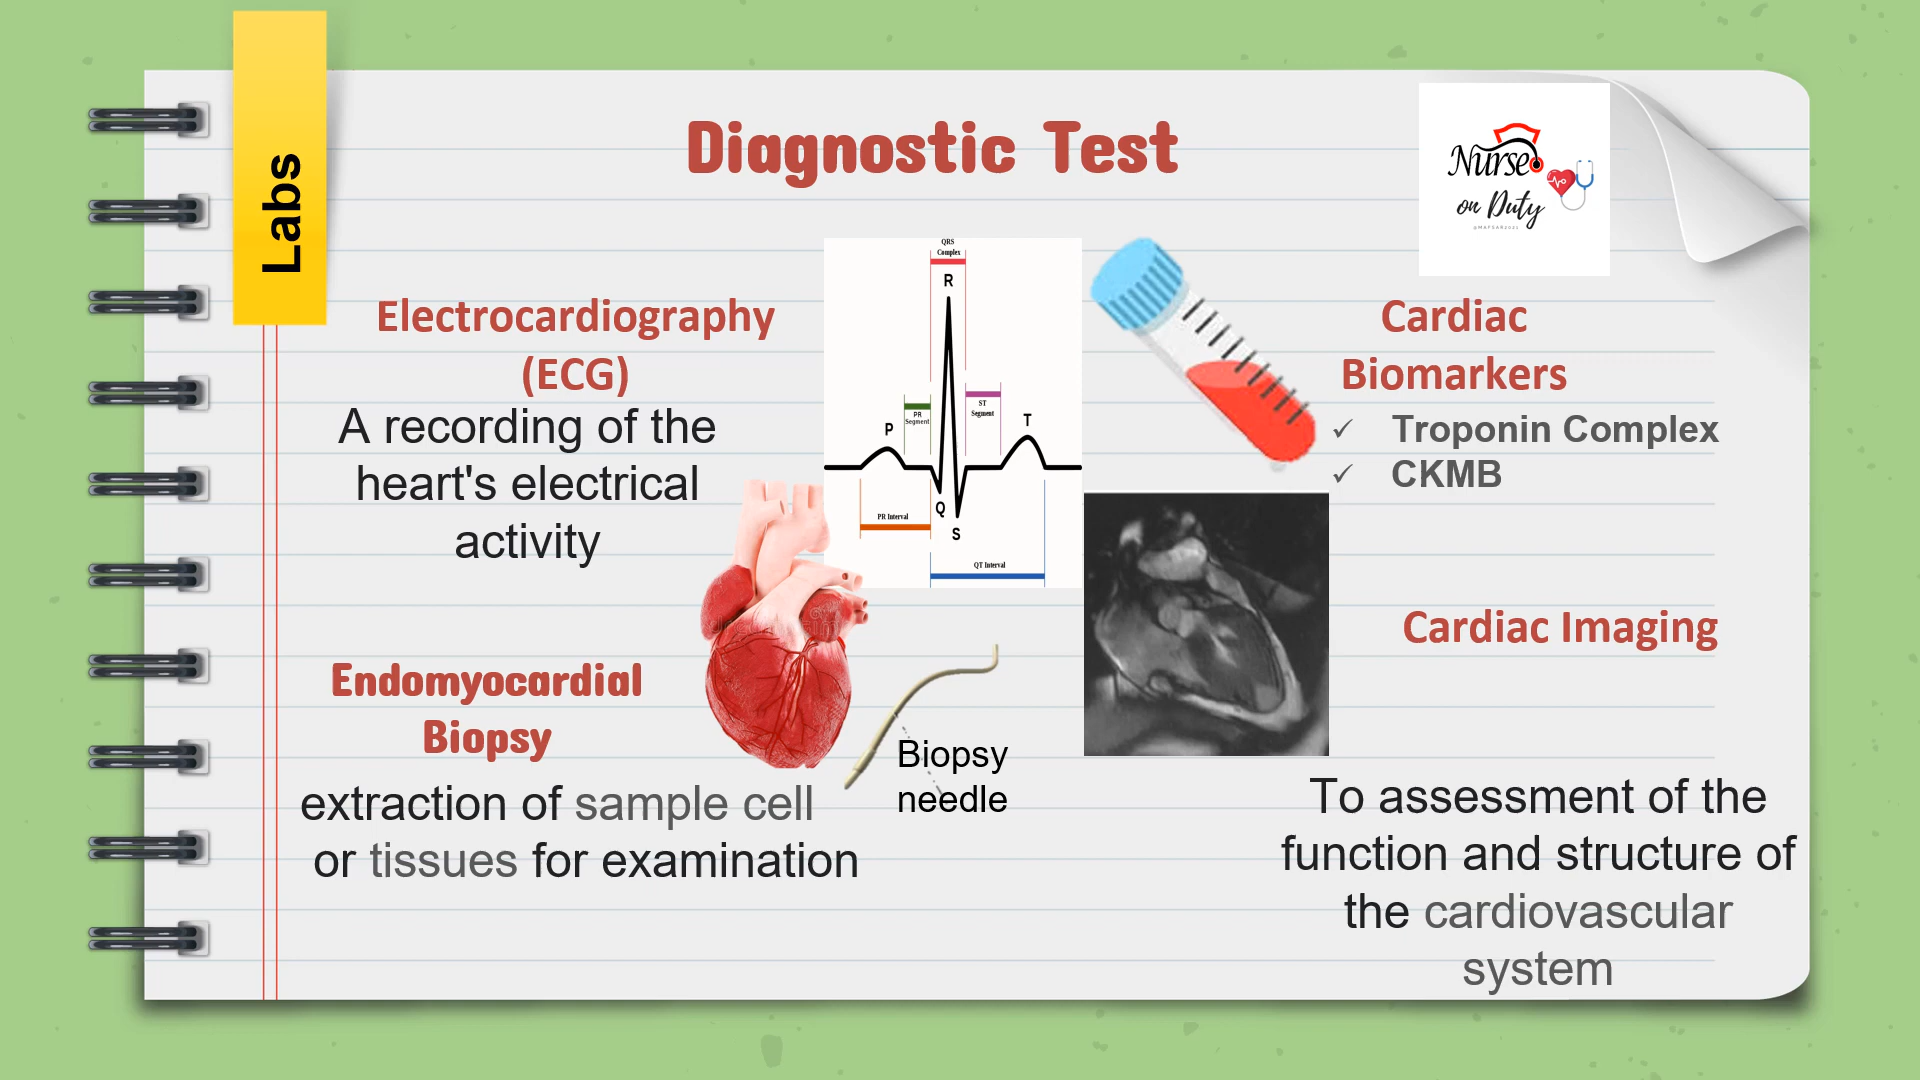 Labs
Diagnostic Test
Nurse
on Duty
Electrocardiography
(ECG)
A recording of the
heart's electrical
activity
QRS
Complex
R
P
PR
Segment
ST
Segment
T
Q
S
PR Interval
QT Interval
Cardiac
Biomarkers
✓ Troponin Complex
✓ CKMB
Endomyocardial
Biopsy
extraction of sample cell
or tissues for examination
Biopsy
needle
Cardiac Imaging
To assessment of the
function and structure of
the cardiovascular
system